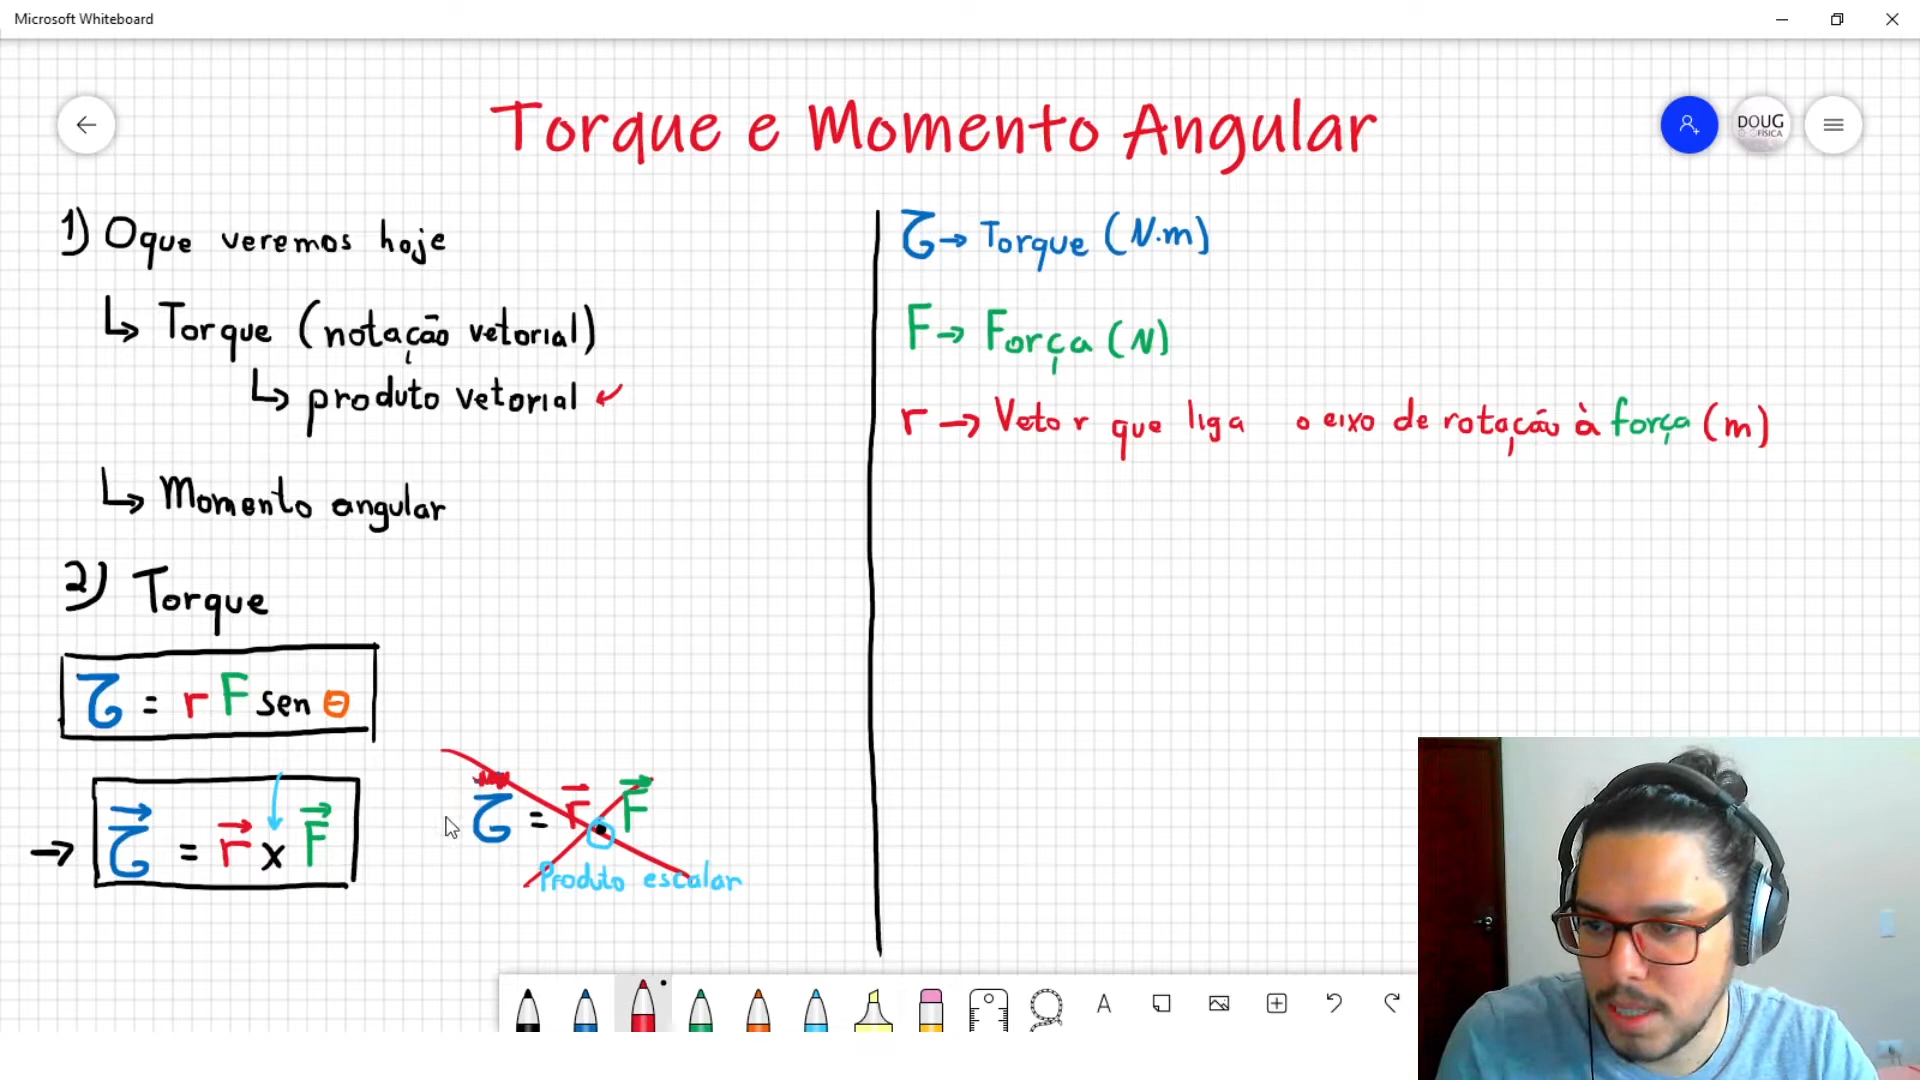 Microsoft Whiteboard
Torque e Momento Angular
DOUG
FÍSICA
1) Oque veremos hoje
↳ Torque (notação vetorial)
↳ produto vetorial ↙
↳ Momento angular
2) Torque
τ = r F sen θ
→ τ⃗ = r⃗ x F⃗
τ = r⃗ • F⃗
Produto escalar
τ → Torque (N.m)
F → Força (N)
r → Vetor que liga o eixo de rotação à força (m)
A